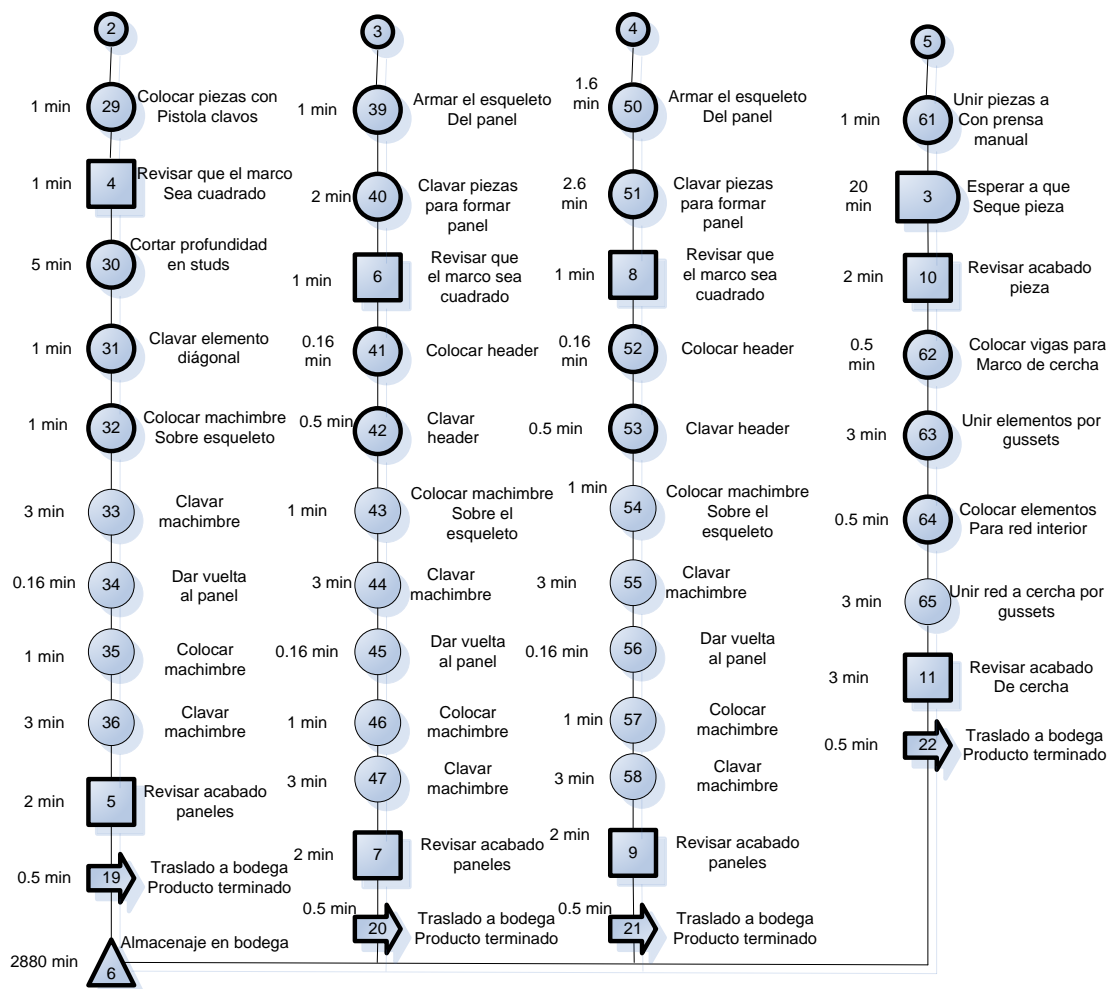 2
1 min
29
Colocar piezas con
Pistola clavos
1 min
4
Revisar que el marco
Sea cuadrado
5 min
30
Cortar profundidad
en studs
1 min
31
Clavar elemento
diágonal
1 min
32
Colocar machimbre
Sobre esqueleto
3 min
33
Clavar
machimbre
0.16 min
34
Dar vuelta
al panel
1 min
35
Colocar
machimbre
3 min
36
Clavar
machimbre
2 min
5
Revisar acabado
paneles
0.5 min
19
Traslado a bodega
Producto terminado
2880 min
6
Almacenaje en bodega
3
1 min
39
Armar el esqueleto
Del panel
2 min
40
Clavar piezas
para formar
panel
1 min
6
Revisar que
el marco sea
cuadrado
0.16
min
41
Colocar header
0.5 min
42
Clavar
header
1 min
43
Colocar machimbre
Sobre el
esqueleto
3 min
44
Clavar
machimbre
0.16 min
45
Dar vuelta
al panel
1 min
46
Colocar
machimbre
3 min
47
Clavar
machimbre
2 min
7
Revisar acabado
paneles
0.5 min
20
Traslado a bodega
Producto terminado
4
1.6
min
50
Armar el esqueleto
Del panel
2.6
min
51
Clavar piezas
para formar
panel
1 min
8
Revisar que
el marco sea
cuadrado
0.16
min
52
Colocar header
0.5 min
53
Clavar header
1 min
54
Colocar machimbre
Sobre el
esqueleto
3 min
55
Clavar
machimbre
0.16 min
56
Dar vuelta
al panel
1 min
57
Colocar
machimbre
3 min
58
Clavar
machimbre
2 min
9
Revisar acabado
paneles
0.5 min
21
Traslado a bodega
Producto terminado
5
1 min
61
Unir piezas a
Con prensa
manual
20
min
3
Esperar a que
Seque pieza
2 min
10
Revisar acabado
pieza
0.5
min
62
Colocar vigas para
Marco de cercha
3 min
63
Unir elementos por
gussets
0.5 min
64
Colocar elementos
Para red interior
3 min
65
Unir red a cercha por
gussets
3 min
11
Revisar acabado
De cercha
0.5 min
22
Traslado a bodega
Producto terminado